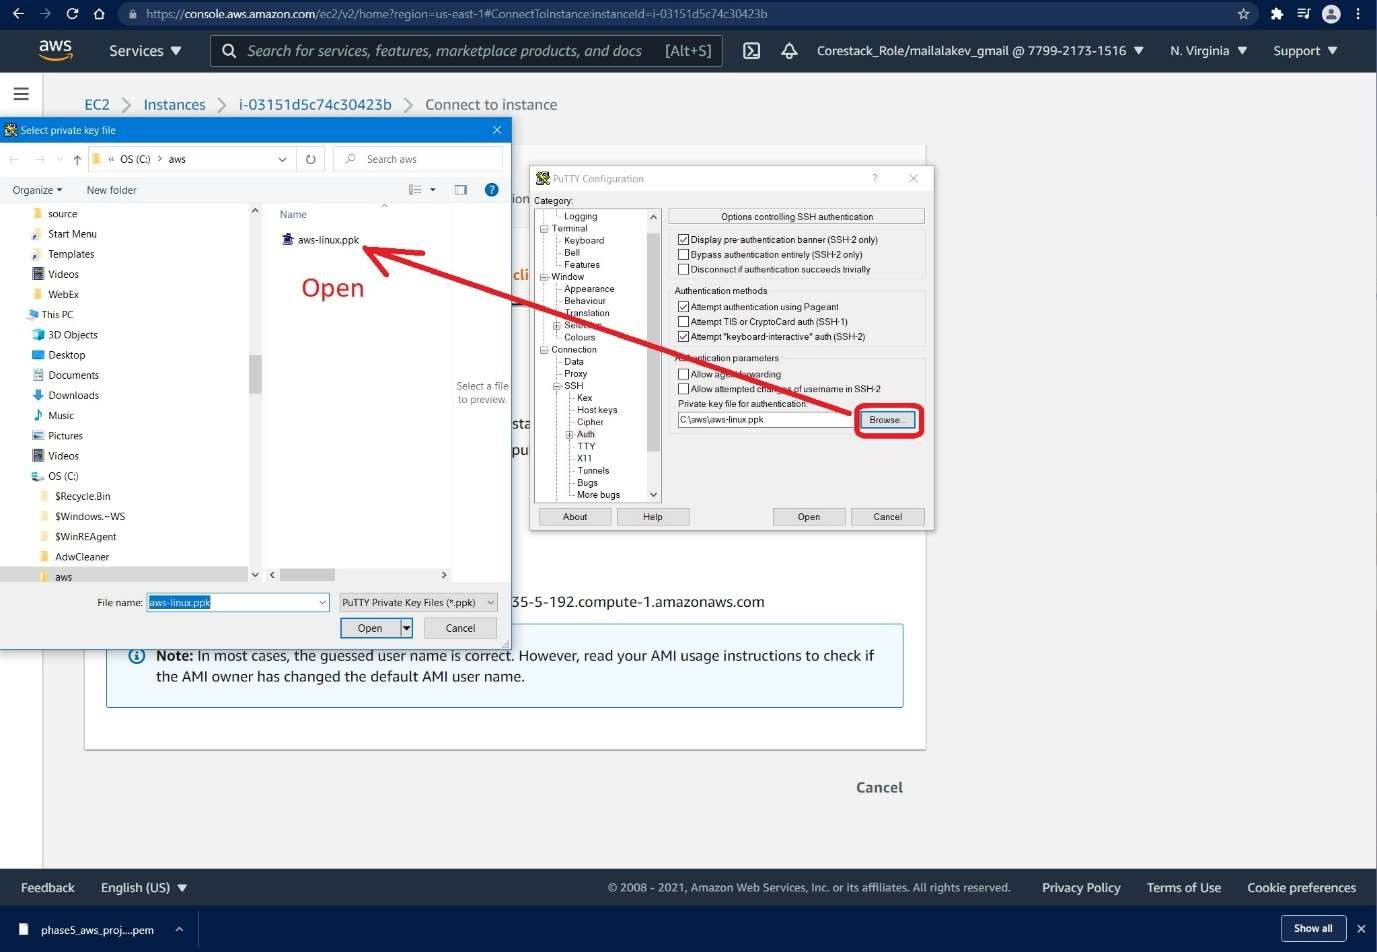 https://console.aws.amazon.com/ec2/v2/home?region=us-east-1#ConnectToInstance:instanceId=i-03151d5c74c30423b
aws
Services
Search for services, features, marketplace products, and docs [Alt+S]
Corestack_Role/mailalakev_gmail @ 7799-2173-1516
N. Virginia
Support
EC2
Instances
i-03151d5c74c30423b
Connect to instance
Select private key file
« OS (C:) > aws
Search aws
Organize
New folder
source
Start Menu
Templates
Videos
WebEx
This PC
3D Objects
Desktop
Documents
Downloads
Music
Pictures
Videos
OS (C:)
$Recycle.Bin
$Windows.~WS
$WinREAgent
AdwCleaner
aws
Name
aws-linux.ppk
Open
Select a file
to preview.
File name: aws-linux.ppk
PuTTY Private Key Files (*.ppk)
Open
Cancel
PuTTY Configuration
?
Category:
Logging
Terminal
Keyboard
Bell
Features
Window
Appearance
Behaviour
Translation
Selection
Colours
Connection
Data
Proxy
SSH
Kex
Host keys
Cipher
Auth
TTY
X11
Tunnels
Bugs
More bugs
Options controlling SSH authentication
Display pre-authentication banner (SSH-2 only)
Bypass authentication entirely (SSH-2 only)
Disconnect if authentication succeeds trivially
Authentication methods
Attempt authentication using Pageant
Attempt TIS or CryptoCard auth (SSH-1)
Attempt "keyboard-interactive" auth (SSH-2)
Authentication parameters
Allow agent forwarding
Allow attempted changes of username in SSH-2
Private key file for authentication:
C:\aws\aws-linux.ppk
Browse...
About
Help
Open
Cancel
35-5-192.compute-1.amazonaws.com
Note: In most cases, the guessed user name is correct. However, read your AMI usage instructions to check if
the AMI owner has changed the default AMI user name.
Cancel
Feedback
English (US)
© 2008 - 2021, Amazon Web Services, Inc. or its affiliates. All rights reserved.
Privacy Policy
Terms of Use
Cookie preferences
phase5_aws_proj....pem
Show all